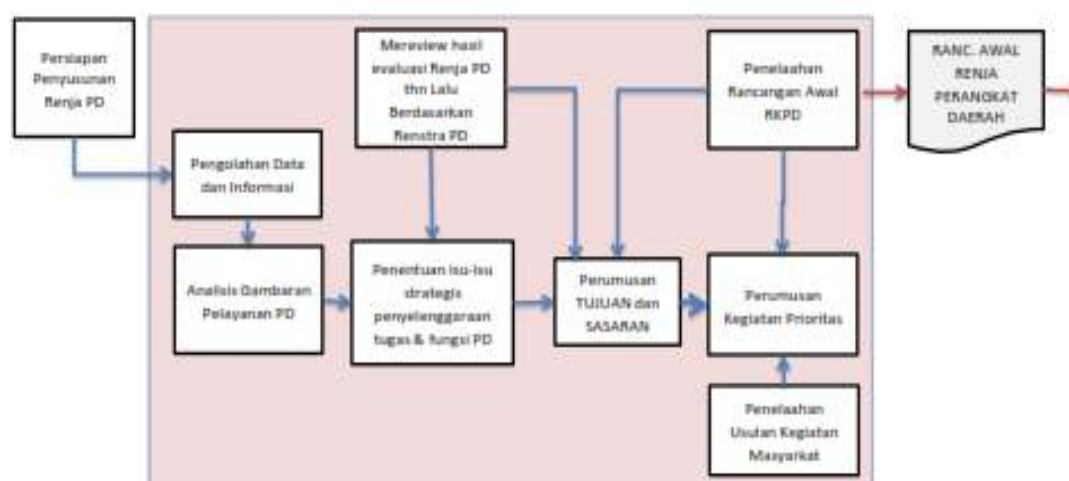 Persiapan
Penyusunan
Renja PD
Pengolahan Data
dan Informasi
Analisis Gambaran
Pelayanan PD
Mereview hasil
evaluasi Renja PD
thn Lalu
Berdasarkan
Renstra PD
Penentuan isu-isu
strategis
penyelenggaraan
tugas & fungsi PD
Perumusan
TUJUAN dan
SASARAN
Penelaahan
Rancangan Awal
RKPD
Perumusan
Kegiatan Prioritas
Penelaahan
Usulan Kegiatan
Masyarkat
RANC. AWAL
RENJA
PERANGKAT
DAERAH